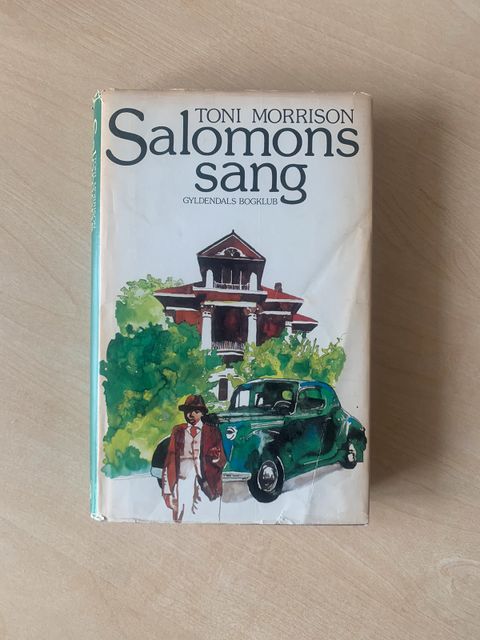 TONI MORRISON
Salomons
sang
GYLDENDALS BOGKLUB